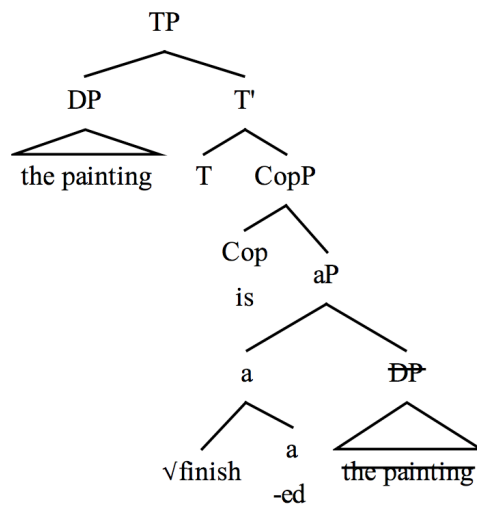 TP
DP T'
the painting T CopP
Cop aP
is
a DP
√finish a the painting
-ed